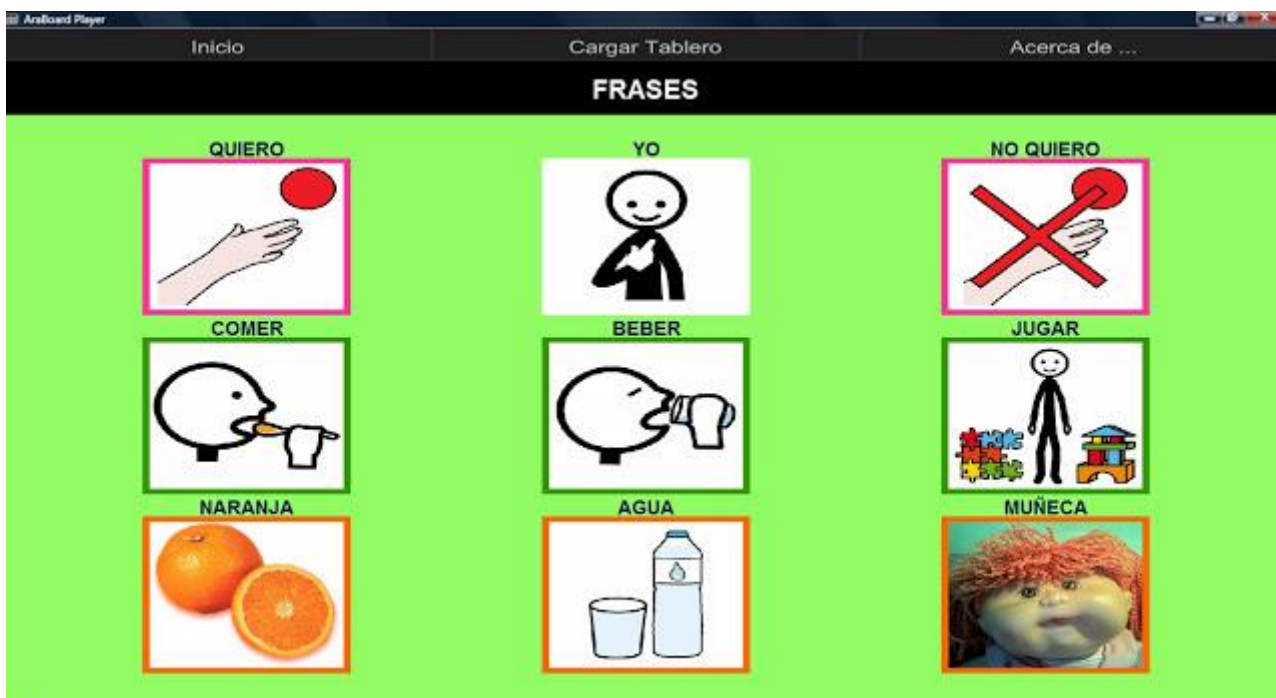 AraBoard Player
Inicio Cargar Tablero Acerca de ...
FRASES
QUIERO YO NO QUIERO
COMER BEBER JUGAR
NARANJA AGUA MUÑECA